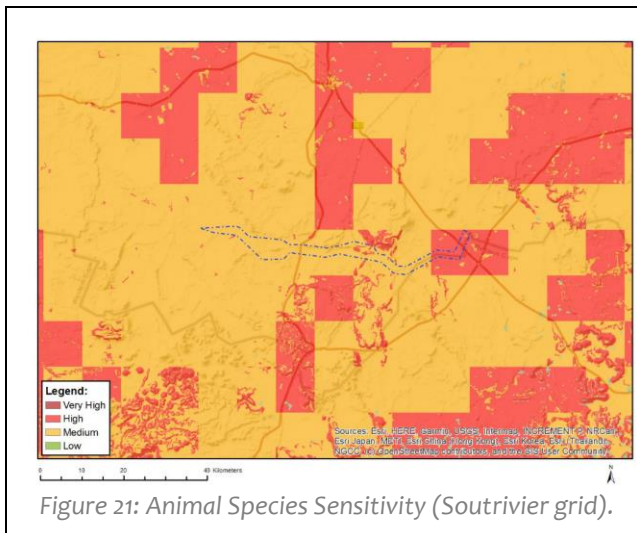 Legend:
Very High
High
Medium
Low
Sources: Esri, HERE, Garmin, USGS, Intermap, INCREMENT P, NRCan,
Esri Japan, METI, Esri China (Hong Kong), Esri Korea, Esri (Thailand),
NGCC, (c) OpenStreetMap contributors, and the GIS User Community
0 10 20 40 Kilometers
N
Figure 21: Animal Species Sensitivity (Soutrivier grid).